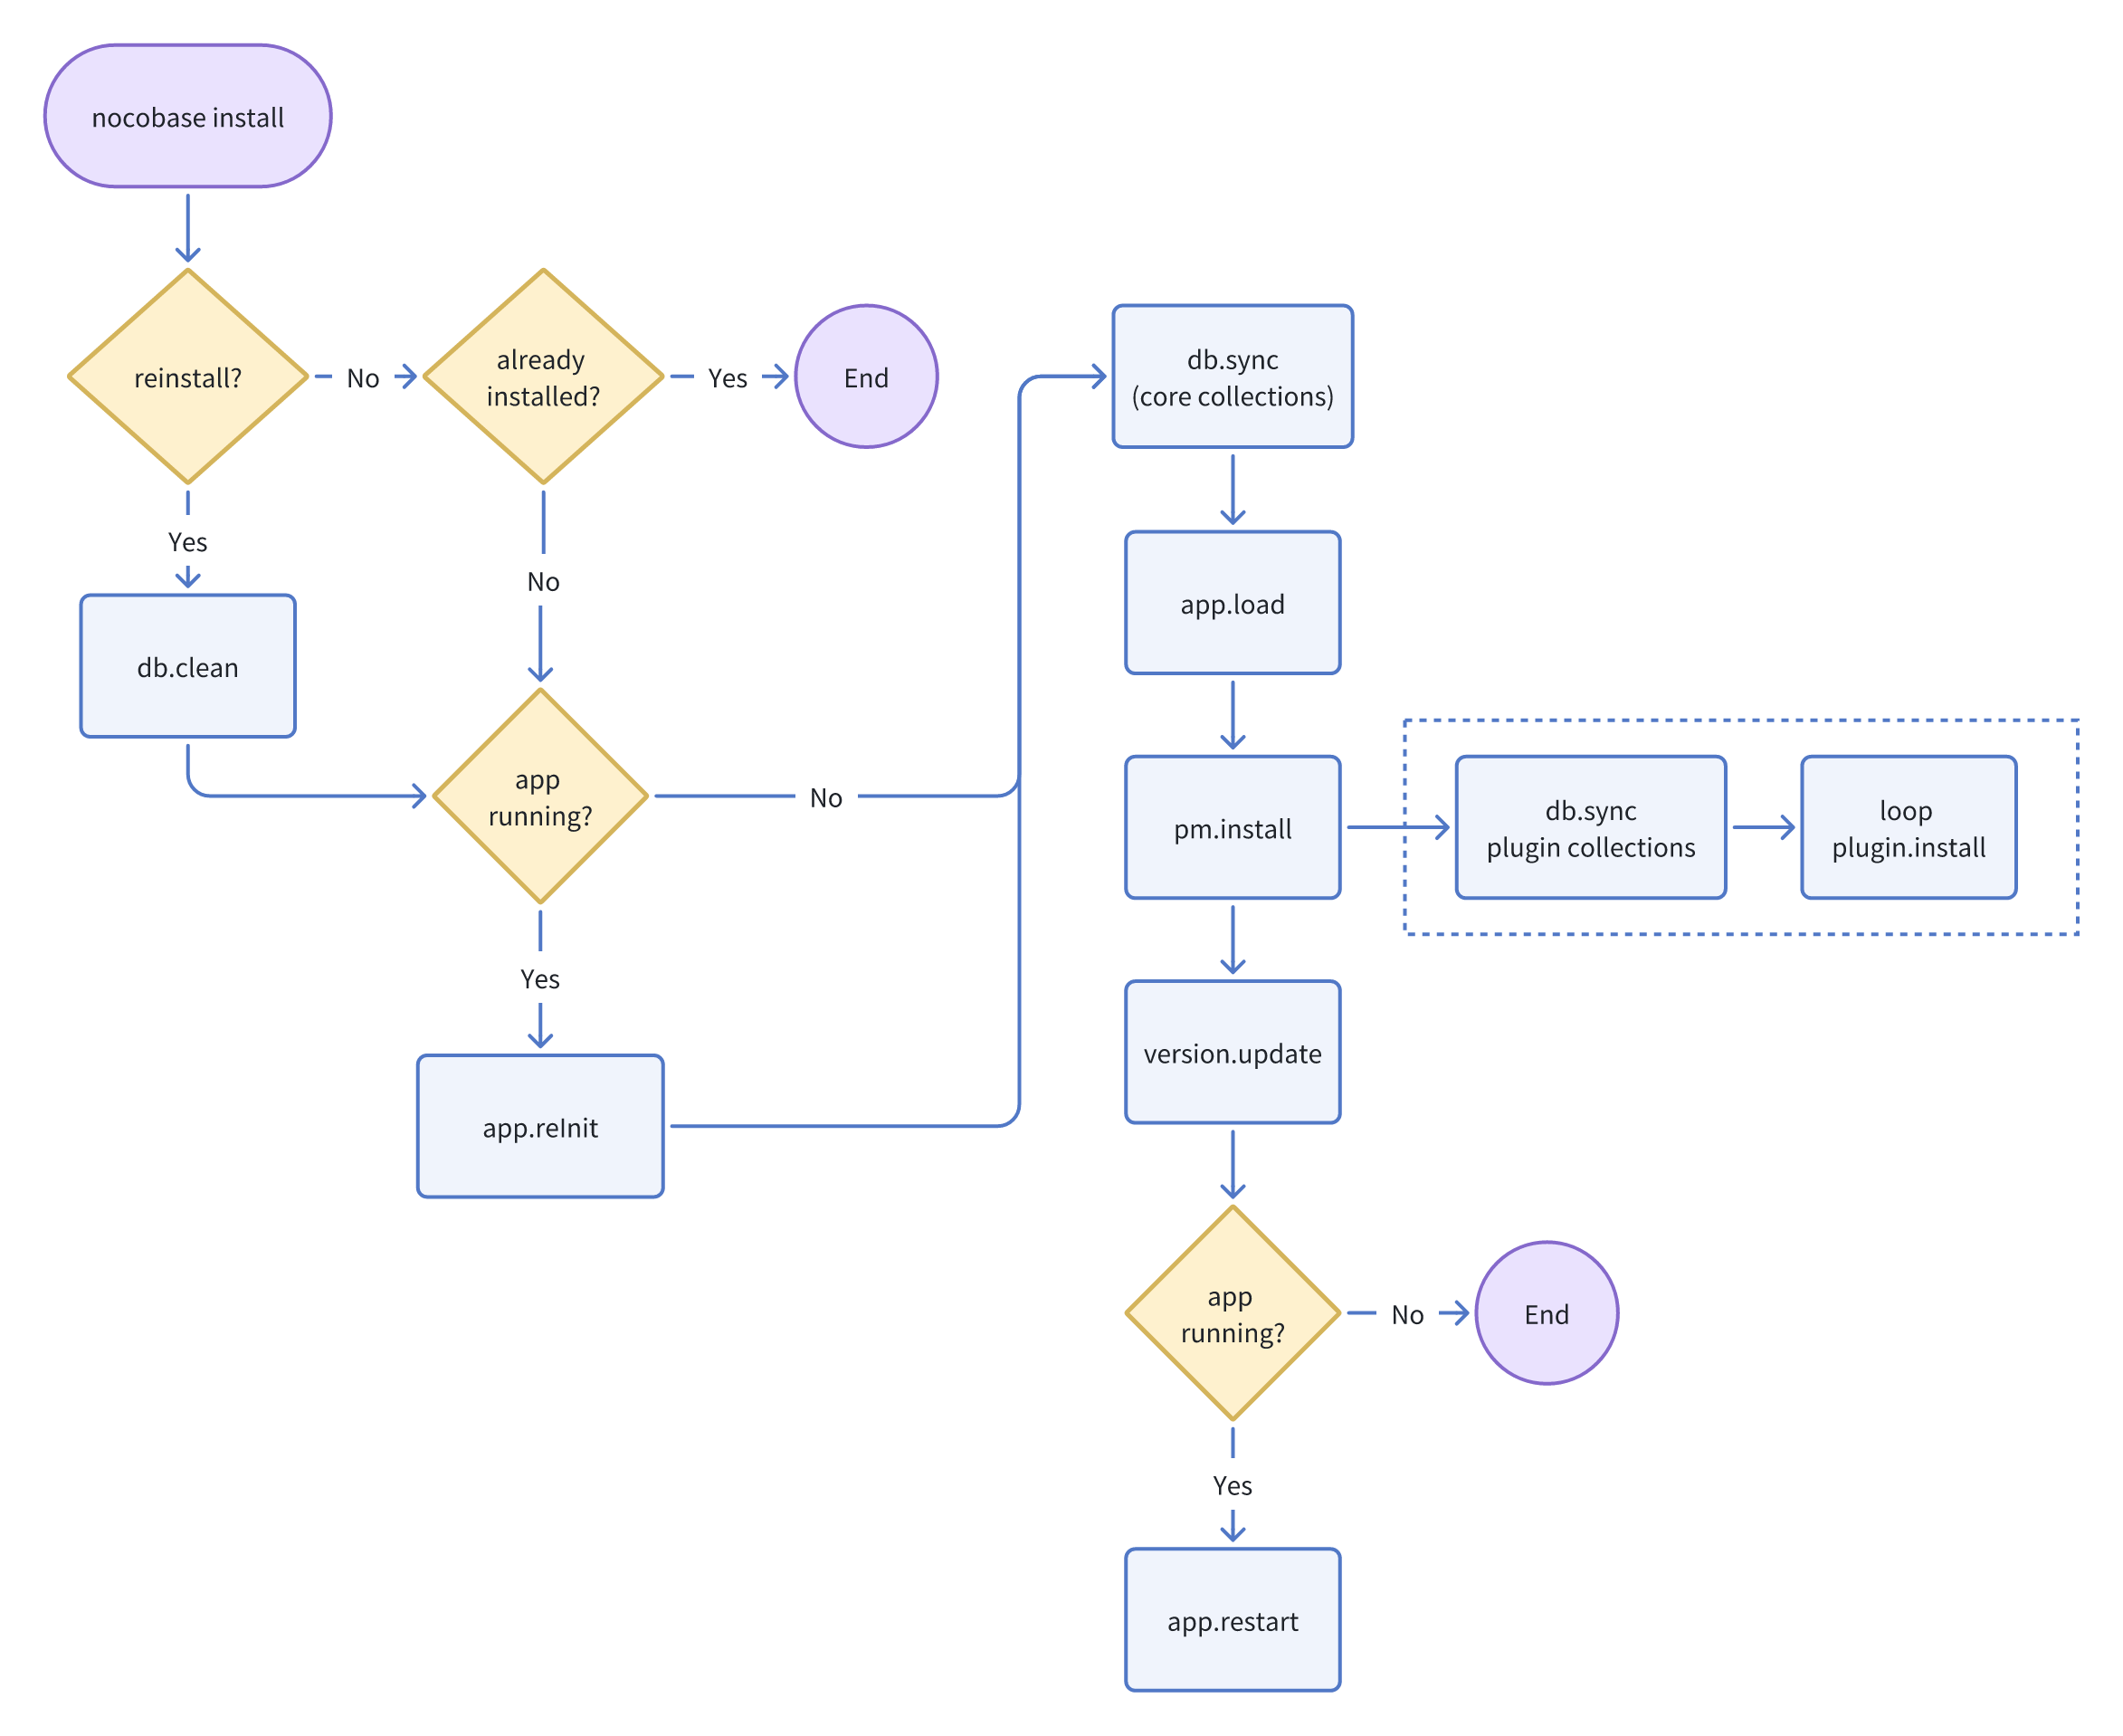 nocobase install
reinstall?
No
already
installed?
Yes
End
Yes
db.clean
No
app
running?
No
Yes
app.reInit
db.sync
(core collections)
app.load
pm.install
db.sync
plugin collections
loop
plugin.install
version.update
app
running?
No
End
Yes
app.restart